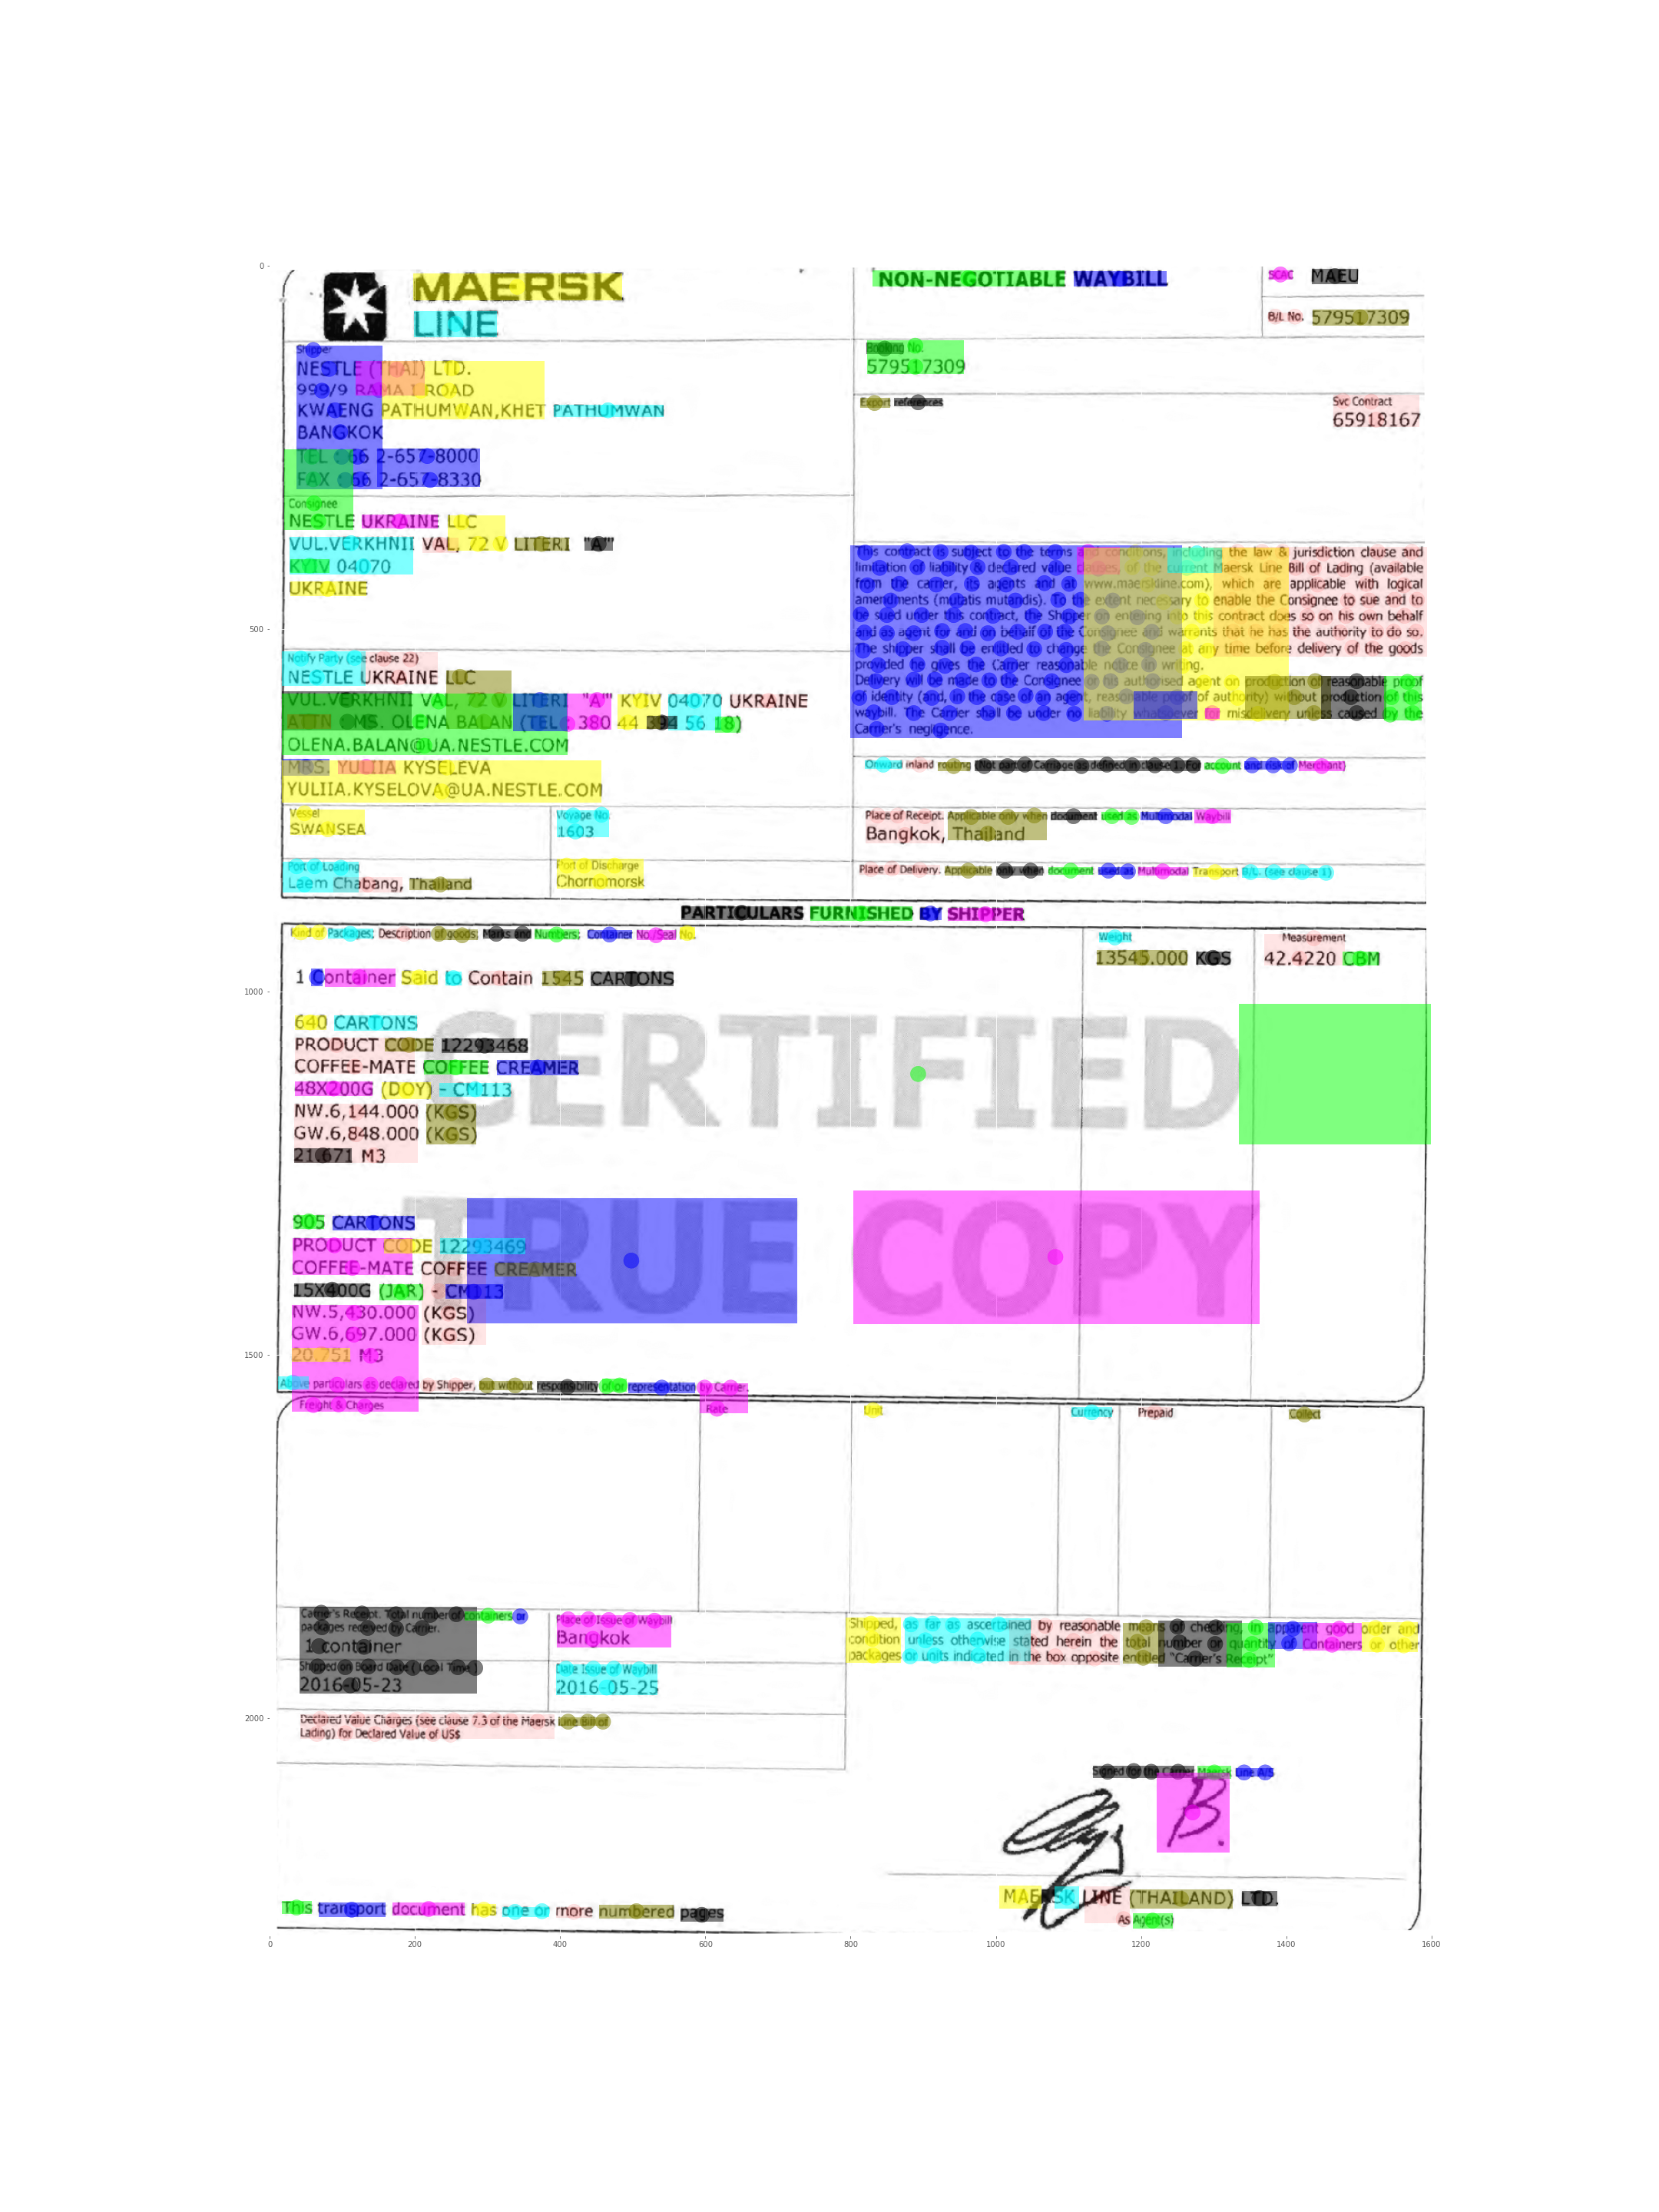 MAERSK
LINE
NON-NEGOTIABLE WAYBILL
SCAC MAEU
B/L No. 579517309
Shipper
NESTLE (THAI) LTD.
999/9 RAMA I ROAD
KWAENG PATHUMWAN,KHET PATHUMWAN
BANGKOK
TEL : 66 2-657-8000
FAX : 66 2-657-8330
Booking No.
579517309
Export references
Svc Contract
65918167
Consignee
NESTLE UKRAINE LLC
VUL.VERKHNII VAL, 72 V LITERI "A"
KYIV 04070
UKRAINE
This contract is subject to the terms and conditions, including the law & jurisdiction clause and
limitation of liability & declared value clauses, of the current Maersk Line Bill of Lading (available
from the carrier, its agents and at www.maerskline.com), which are applicable with logical
amendments (mutatis mutandis). To the extent necessary to enable the Consignee to sue and to
be sued under this contract, the Shipper on entering into this contract does so on his own behalf
and as agent for and on behalf of the Consignee and warrants that he has the authority to do so.
The shipper shall be entitled to change the Consignee at any time before delivery of the goods
provided he gives the Carrier reasonable notice in writing.
Delivery will be made to the Consignee or his authorised agent on production of reasonable proof
of identity (and, in the case of an agent, reasonable proof of authority) without production of this
waybill. The Carrier shall be under no liability whatsoever for misdelivery unless caused by the
Carrier's negligence.
Notify Party (see clause 22)
NESTLE UKRAINE LLC
VUL.VERKHNII VAL, 72 V LITERI "A" KYIV 04070 UKRAINE
ATTN : MS. OLENA BALAN (TEL: 380 44 394 56 18)
OLENA.BALAN@UA.NESTLE.COM
MRS. YULIIA KYSELEVA
YULIIA.KYSELOVA@UA.NESTLE.COM
Onward inland routing (Not part of Carriage as defined in clause 1. For account and risk of Merchant)
Vessel
SWANSEA
Voyage No.
1603
Place of Receipt. Applicable only when document used as Multimodal Waybill
Bangkok, Thailand
Port of Loading
Laem Chabang, Thailand
Port of Discharge
Chornomorsk
Place of Delivery. Applicable only when document used as Multimodal Transport B/L. (see clause 1)
PARTICULARS FURNISHED BY SHIPPER
Kind of Packages; Description of goods; Marks and Numbers; Container No./Seal No.
Weight
13545.000 KGS
Measurement
42.4220 CBM
1 Container Said to Contain 1545 CARTONS
640 CARTONS
PRODUCT CODE 12293468
COFFEE-MATE COFFEE CREAMER
48X200G (DOY) - CM113
NW.6,144.000 (KGS)
GW.6,848.000 (KGS)
21.671 M3
CERTIFIED
TRUE COPY
905 CARTONS
PRODUCT CODE 12293469
COFFEE-MATE COFFEE CREAMER
15X400G (JAR) - CM113
NW.5,430.000 (KGS)
GW.6,697.000 (KGS)
20.751 M3
Above particulars as declared by Shipper, but without responsibility of or representation by Carrier.
Freight & Charges
Rate
Unit
Currency
Prepaid
Collect
Carrier's Receipt. Total number of containers or
packages received by Carrier.
1 container
Place of Issue of Waybill
Bangkok
Shipped on Board Date ( Local Time )
2016-05-23
Date Issue of Waybill
2016-05-25
Shipped, as far as ascertained by reasonable means of checking, in apparent good order and
condition unless otherwise stated herein the total number or quantity of Containers or other
packages or units indicated in the box opposite entitled "Carrier's Receipt"
Declared Value Charges (see clause 7.3 of the Maersk Line Bill of
Lading) for Declared Value of US$
Signed for the Carrier Maersk Line A/S
B.
MAERSK LINE (THAILAND) LTD.
As Agent(s)
This transport document has one or more numbered pages
0
500
1000
1500
2000
0 200 400 600 800 1000 1200 1400 1600